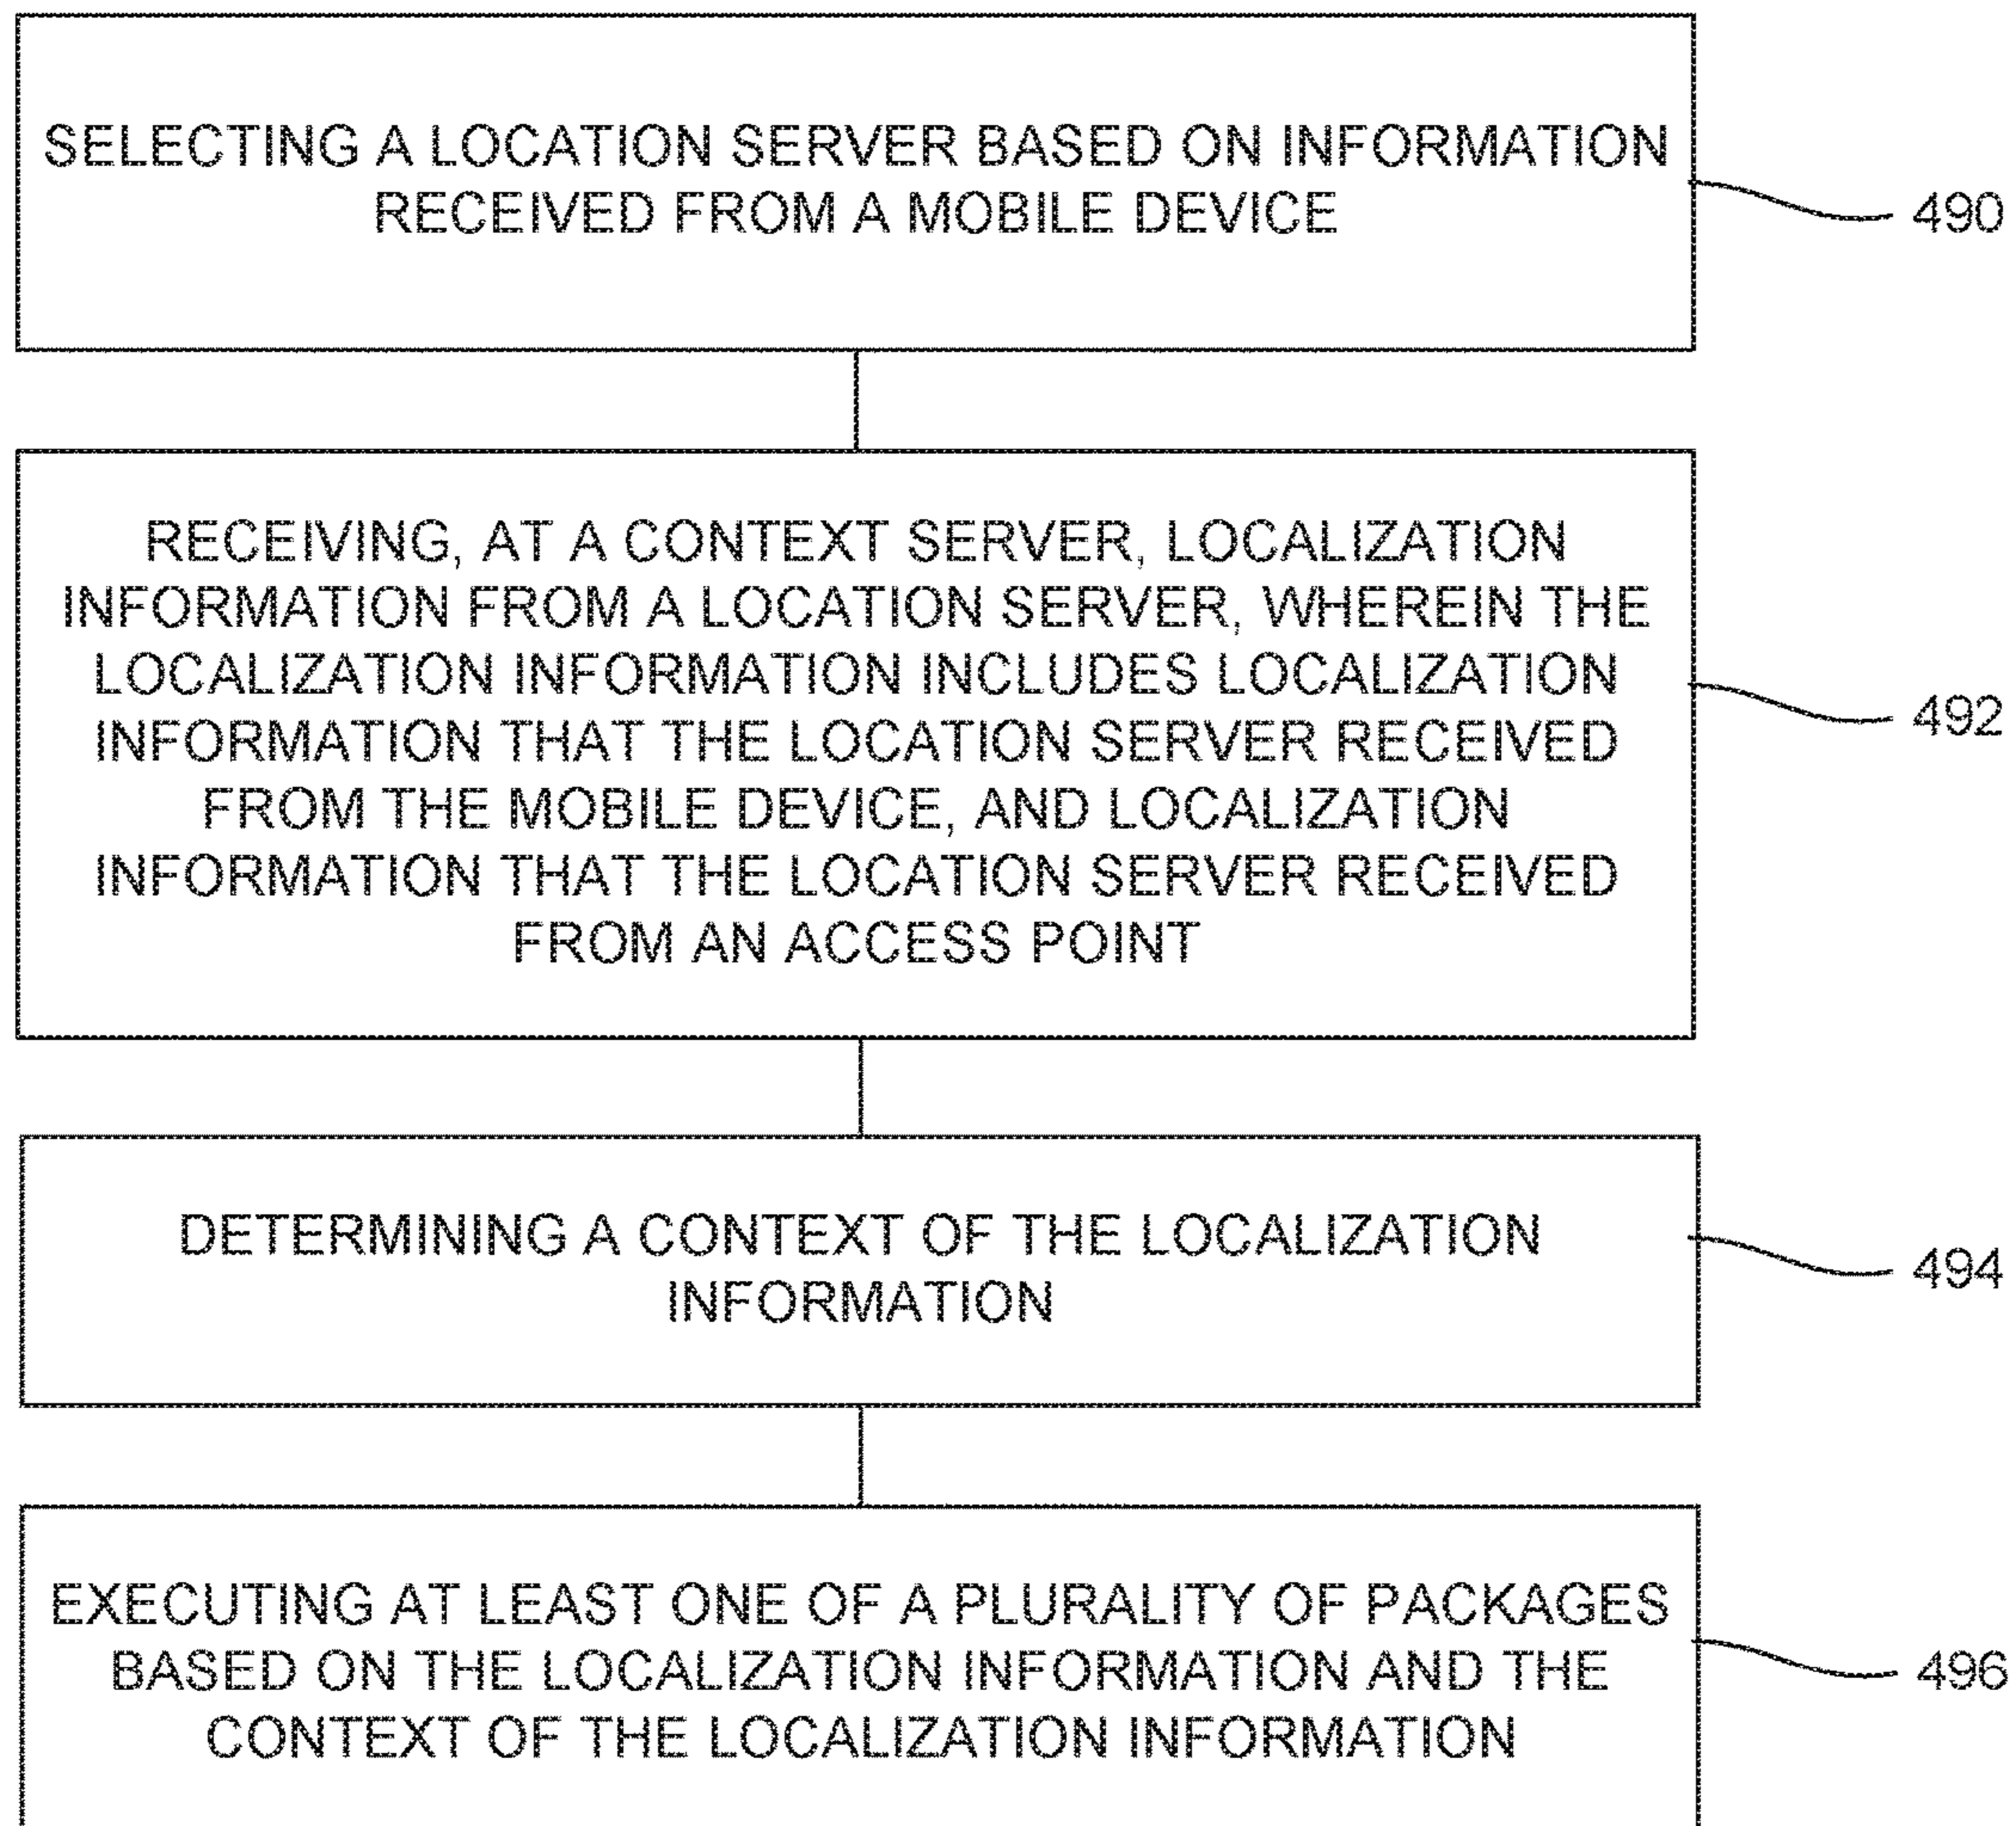 SELECTING A LOCATION SERVER BASED ON INFORMATION
RECEIVED FROM A MOBILE DEVICE
490
RECEIVING, AT A CONTEXT SERVER, LOCALIZATION
INFORMATION FROM A LOCATION SERVER, WHEREIN THE
LOCALIZATION INFORMATION INCLUDES LOCALIZATION
INFORMATION THAT THE LOCATION SERVER RECEIVED
FROM THE MOBILE DEVICE, AND LOCALIZATION
INFORMATION THAT THE LOCATION SERVER RECEIVED
FROM AN ACCESS POINT
492
DETERMINING A CONTEXT OF THE LOCALIZATION
INFORMATION
494
EXECUTING AT LEAST ONE OF A PLURALITY OF PACKAGES
BASED ON THE LOCALIZATION INFORMATION AND THE
CONTEXT OF THE LOCALIZATION INFORMATION
496